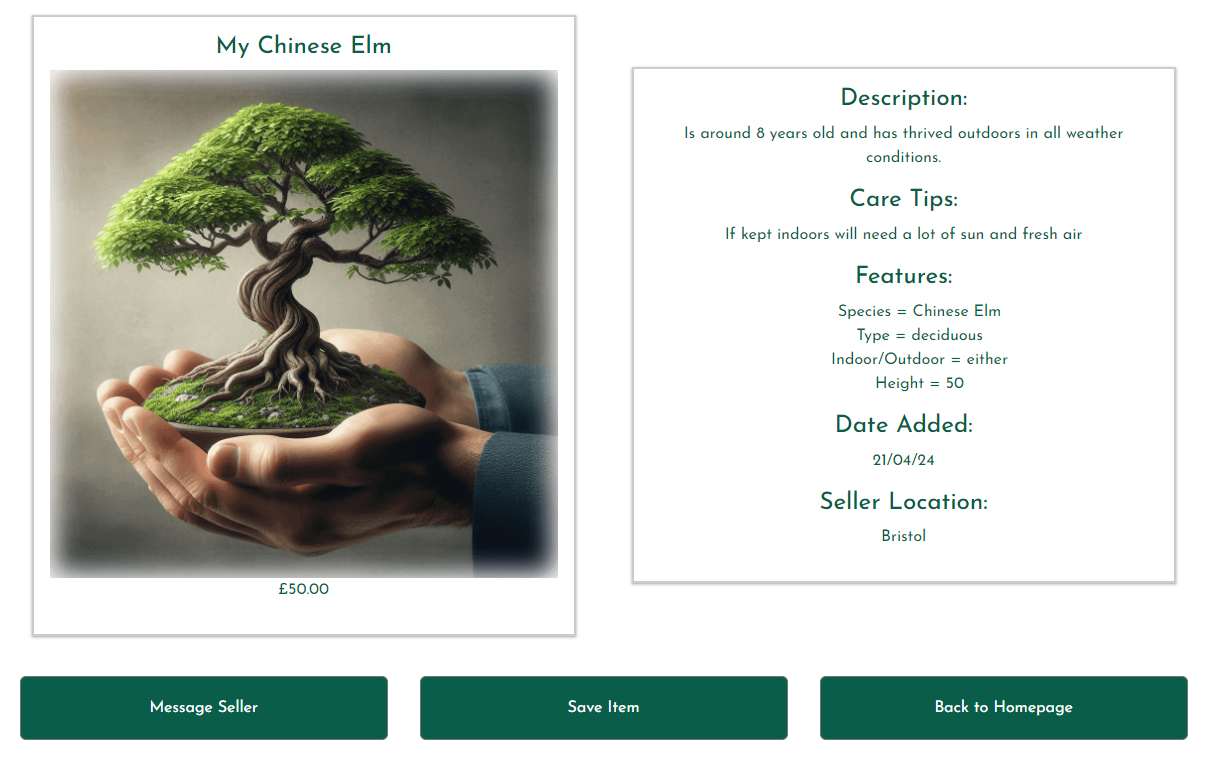 My Chinese Elm
£50.00
Description:
Is around 8 years old and has thrived outdoors in all weather
conditions.
Care Tips:
If kept indoors will need a lot of sun and fresh air
Features:
Species = Chinese Elm
Type = deciduous
Indoor/Outdoor = either
Height = 50
Date Added:
21/04/24
Seller Location:
Bristol
Message Seller
Save Item
Back to Homepage